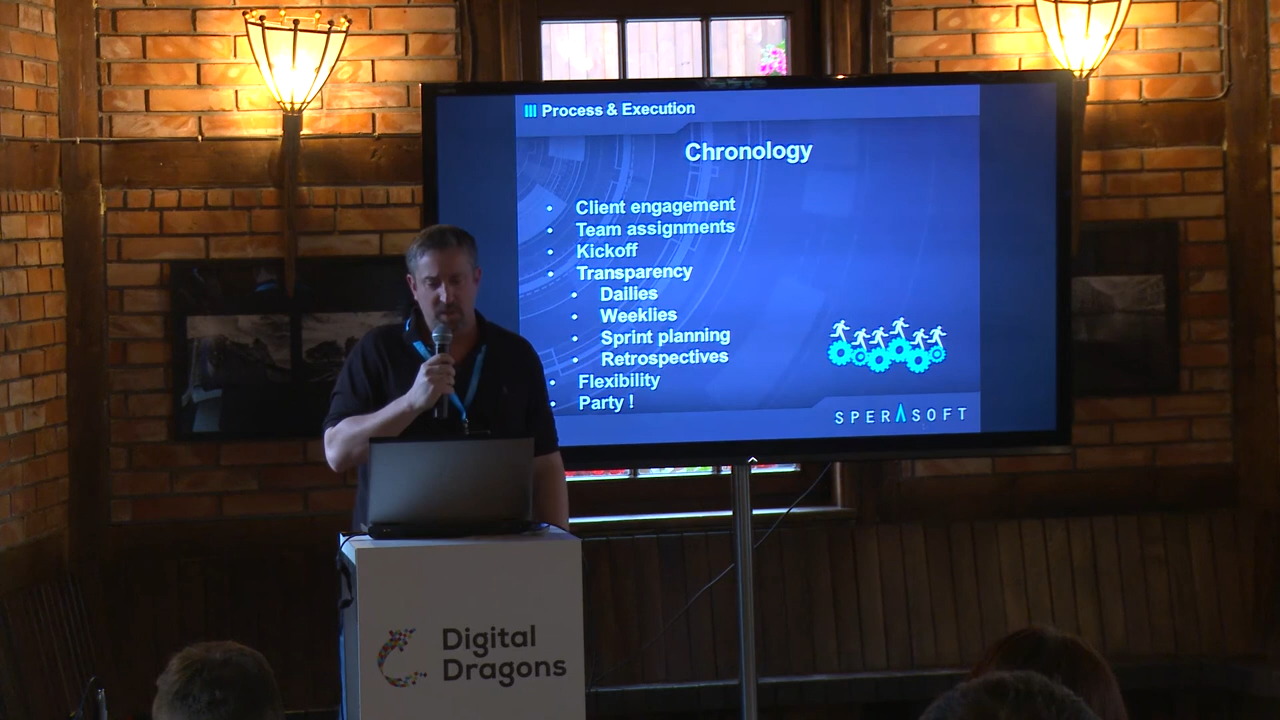 Process & Execution
Chronology
• Client engagement
• Team assignments
• Kickoff
• Transparency
• Dailies
• Weeklies
• Sprint planning
• Retrospectives
• Flexibility
• Party !
SPERASOFT
Digital
Dragons